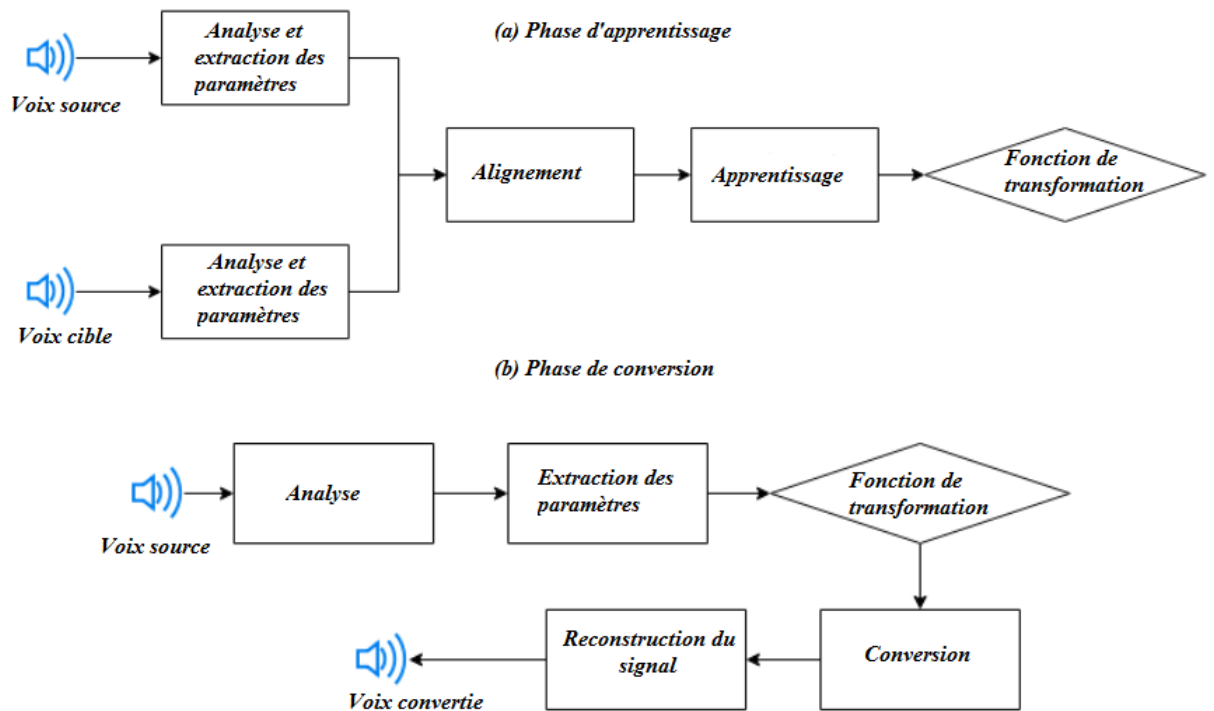 (a) Phase d'apprentissage
Analyse et
extraction des
paramètres
Voix source
Alignement
Apprentissage
Fonction de
transformation
Analyse et
extraction des
paramètres
Voix cible
(b) Phase de conversion
Analyse
Extraction des
paramètres
Fonction de
transformation
Voix source
Reconstruction du
signal
Conversion
Voix convertie